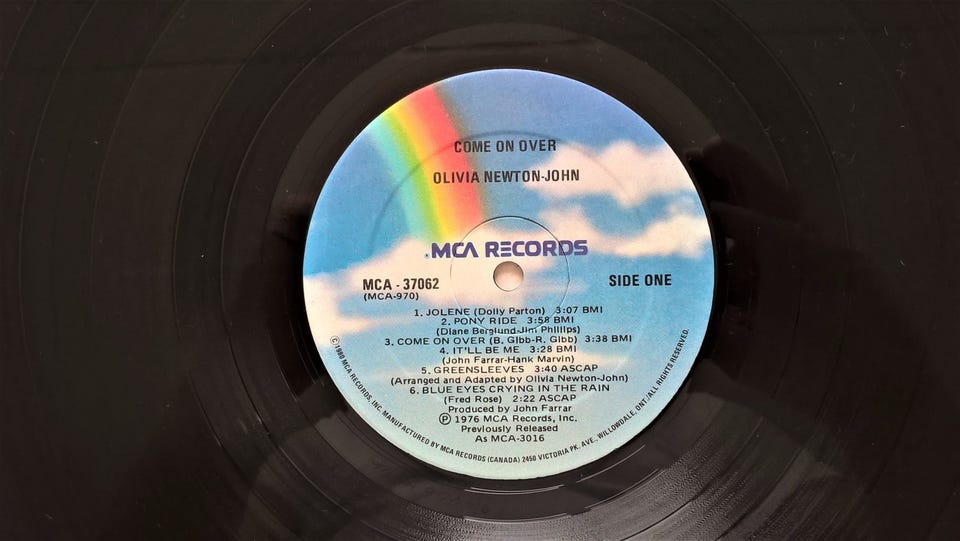 COME ON OVER
OLIVIA NEWTON-JOHN
®MCA RECORDS
MCA - 37062
(MCA-970)
SIDE ONE
1. JOLENE (Dolly Parton) 3:07 BMI
2. PONY RIDE 3:58 BMI
(Diane Berglund-Jim Phillips)
3. COME ON OVER (B. Gibb-R. Gibb) 3:38 BMI
4. IT'LL BE ME 3:28 BMI
(John Farrar-Hank Marvin)
5. GREENSLEEVES 3:40 ASCAP
(Arranged and Adapted by Olivia Newton-John)
6. BLUE EYES CRYING IN THE RAIN
(Fred Rose) 2:22 ASCAP
Produced by John Farrar
℗ 1976 MCA Records, Inc.
Previously Released
As MCA-3016
© 1980 MCA RECORDS, INC. MANUFACTURED BY MCA RECORDS (CANADA) 2450 VICTORIA PK. AVE., WILLOWDALE, ONT./ALL RIGHTS RESERVED.